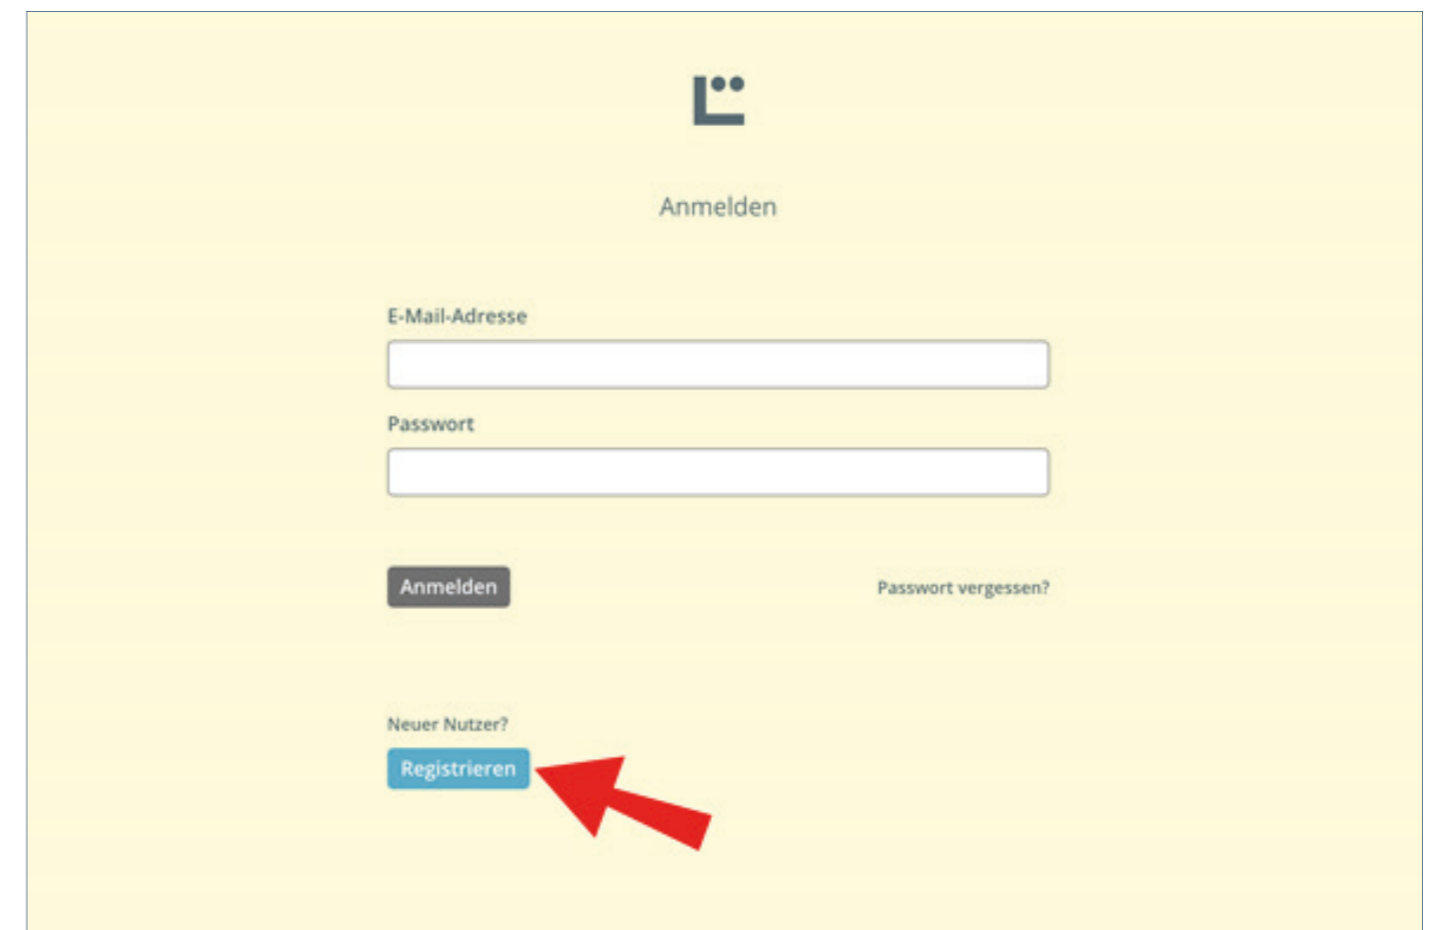 Anmelden
E-Mail-Adresse
Passwort
Anmelden
Passwort vergessen?
Neuer Nutzer?
Registrieren